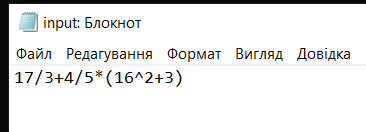 input: Блокнот
Файл Редагування Формат Вигляд Довідка
17/3+4/5*(16^2+3)